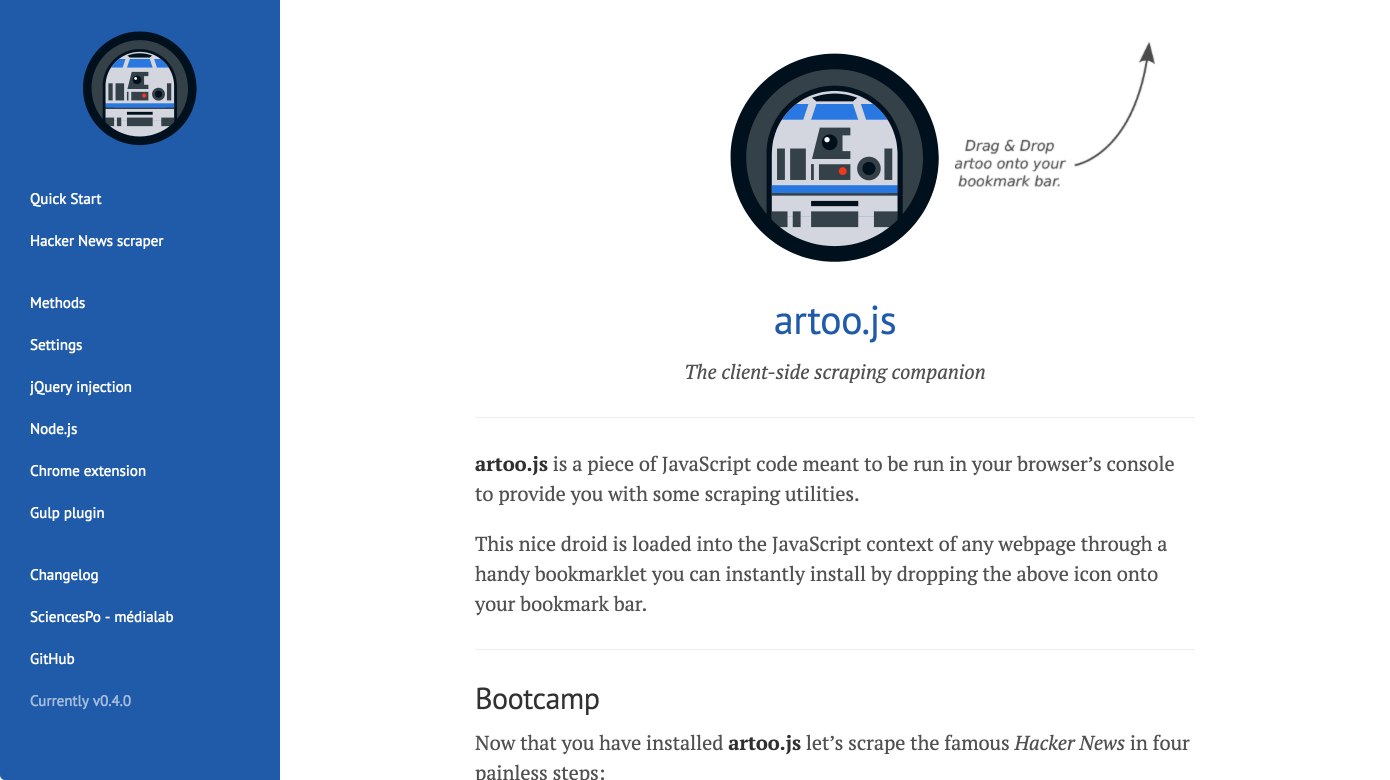 Quick Start
Hacker News scraper
Methods
Settings
jQuery injection
Node.js
Chrome extension
Gulp plugin
Changelog
SciencesPo - médialab
GitHub
Currently v0.4.0
Drag & Drop
artoo onto your
bookmark bar.
artoo.js
The client-side scraping companion
artoo.js is a piece of JavaScript code meant to be run in your browser’s console
to provide you with some scraping utilities.
This nice droid is loaded into the JavaScript context of any webpage through a
handy bookmarklet you can instantly install by dropping the above icon onto
your bookmark bar.
Bootcamp
Now that you have installed artoo.js let’s scrape the famous Hacker News in four
painless steps: